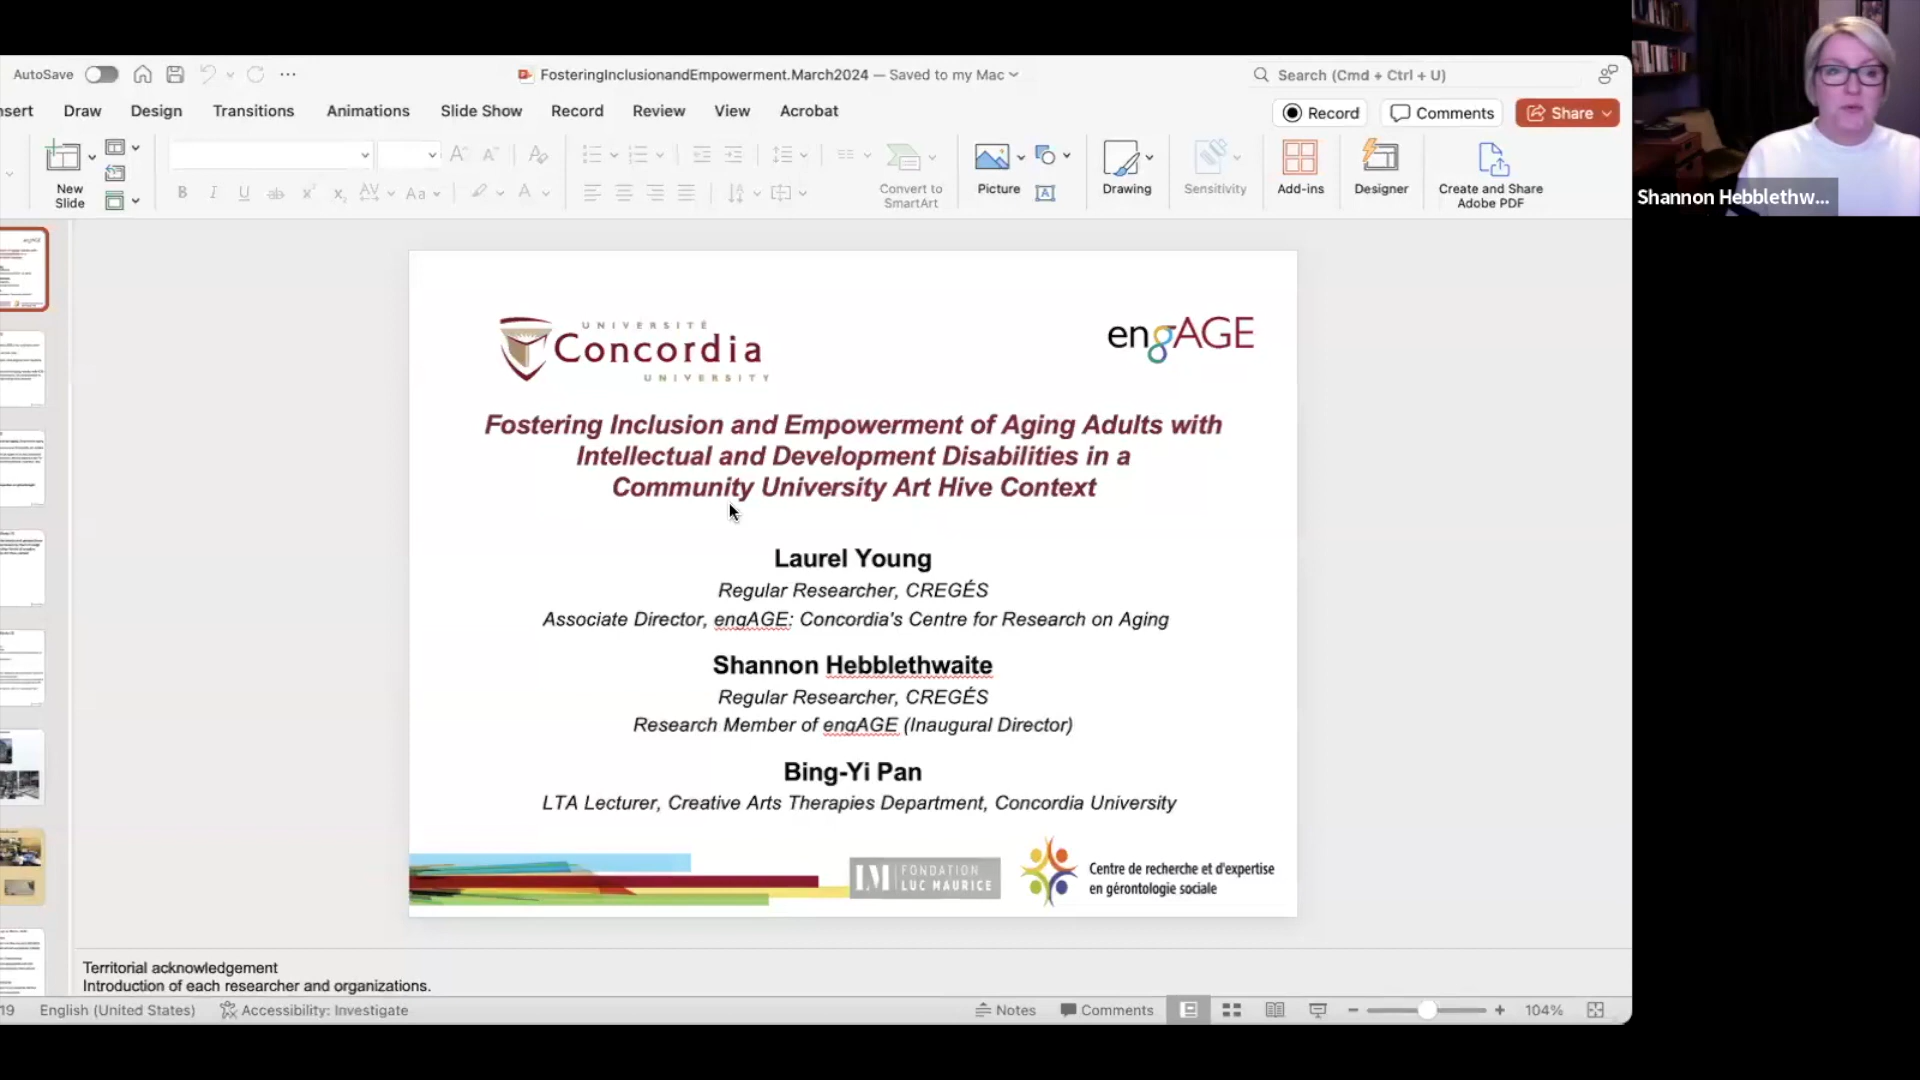 AutoSave
FosteringInclusionandEmpowerment.March2024 — Saved to my Mac
Search (Cmd + Ctrl + U)
nsert Draw Design Transitions Animations Slide Show Record Review View Acrobat
Record Comments Share
New Slide
Convert to SmartArt
Picture
Drawing
Sensitivity
Add-ins
Designer
Create and Share Adobe PDF
Shannon Hebblethw...
UNIVERSITÉ
Concordia
UNIVERSITY
engAGE
Fostering Inclusion and Empowerment of Aging Adults with
Intellectual and Development Disabilities in a
Community University Art Hive Context
Laurel Young
Regular Researcher, CREGÉS
Associate Director, engAGE: Concordia's Centre for Research on Aging
Shannon Hebblethwaite
Regular Researcher, CREGÉS
Research Member of engAGE (Inaugural Director)
Bing-Yi Pan
LTA Lecturer, Creative Arts Therapies Department, Concordia University
FONDATION
LUC MAURICE
Centre de recherche et d'expertise
en gérontologie sociale
Territorial acknowledgement
Introduction of each researcher and organizations.
19 English (United States) Accessibility: Investigate Notes Comments 104%